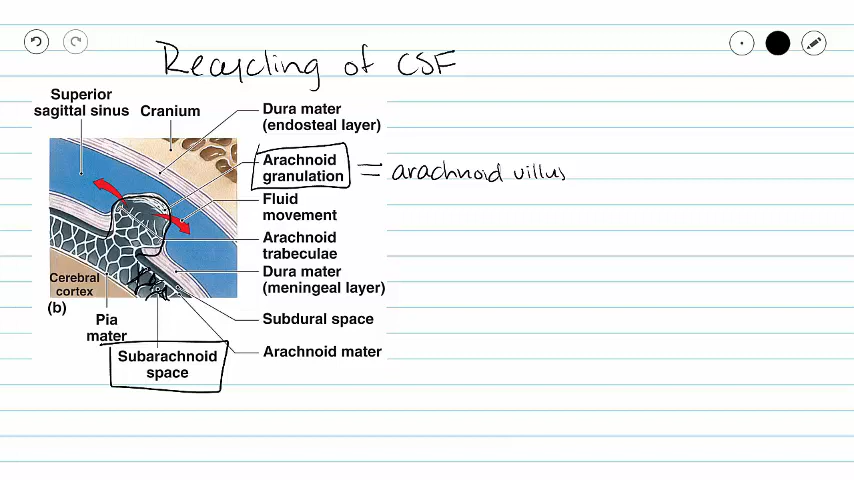 Recycling of CSF
Superior
sagittal sinus
Cranium
Dura mater
(endosteal layer)
Arachnoid
granulation
= arachnoid villus
Fluid
movement
Arachnoid
trabeculae
Dura mater
(meningeal layer)
Cerebral
cortex
(b)
Subdural space
Pia
mater
Arachnoid mater
Subarachnoid
space